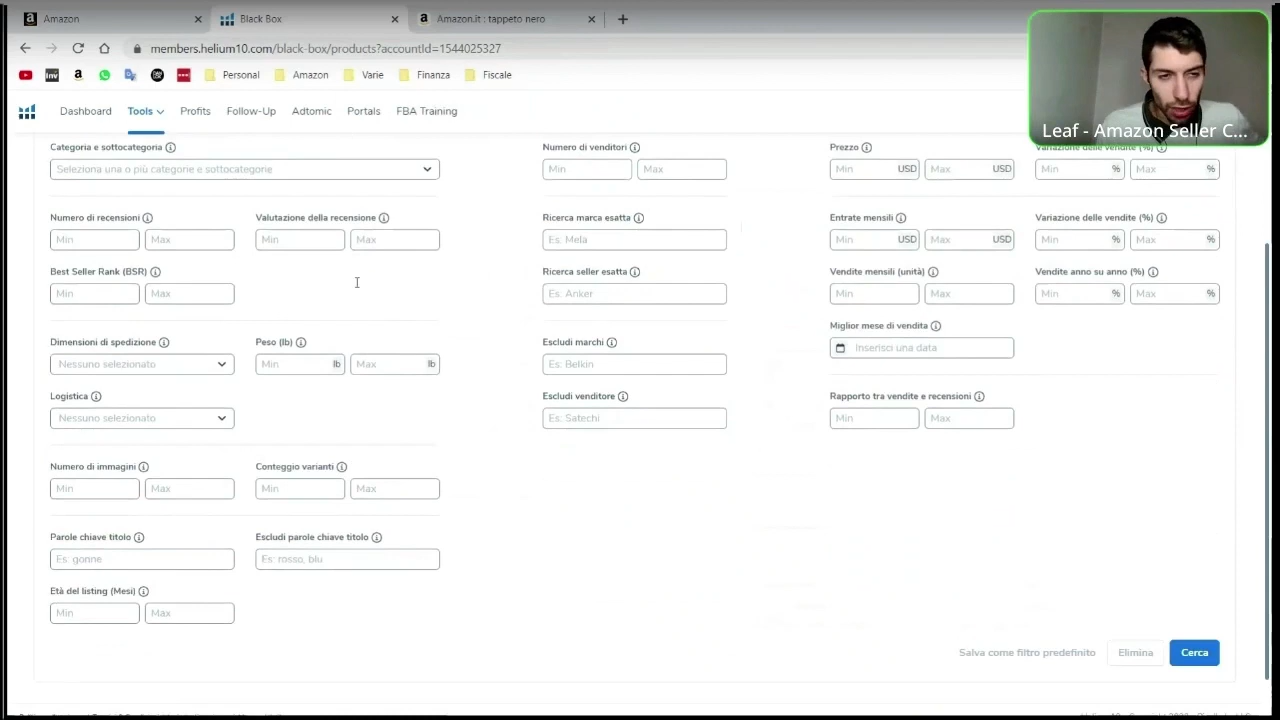 Amazon
Black Box
Amazon.it : tappeto nero
members.helium10.com/black-box/products?accountId=1544025327
Inv
Personal
Amazon
Varie
Finanza
Fiscale
Dashboard
Tools
Profits
Follow-Up
Adtomic
Portals
FBA Training
Leaf - Amazon Seller C...
Categoria e sottocategoria
Numero di venditori
Prezzo
Variazione delle vendite (%)
Seleziona una o più categorie e sottocategorie
Min
Max
Min USD
Max USD
Min %
Max %
Numero di recensioni
Valutazione della recensione
Ricerca marca esatta
Entrate mensili
Variazione delle vendite (%)
Min
Max
Min
Max
Es: Mela
Min USD
Max USD
Min %
Max %
Best Seller Rank (BSR)
Ricerca seller esatta
Vendite mensili (unità)
Vendite anno su anno (%)
Min
Max
Es: Anker
Min
Max
Min %
Max %
Miglior mese di vendita
Dimensioni di spedizione
Peso (lb)
Escludi marchi
Inserisci una data
Nessuno selezionato
Min lb
Max lb
Es: Belkin
Logistica
Escludi venditore
Rapporto tra vendite e recensioni
Nessuno selezionato
Es: Satechi
Min
Max
Numero di immagini
Conteggio varianti
Min
Max
Min
Max
Parole chiave titolo
Escludi parole chiave titolo
Es: gonne
Es: rosso, blu
Età del listing (Mesi)
Min
Max
Salva come filtro predefinito
Elimina
Cerca